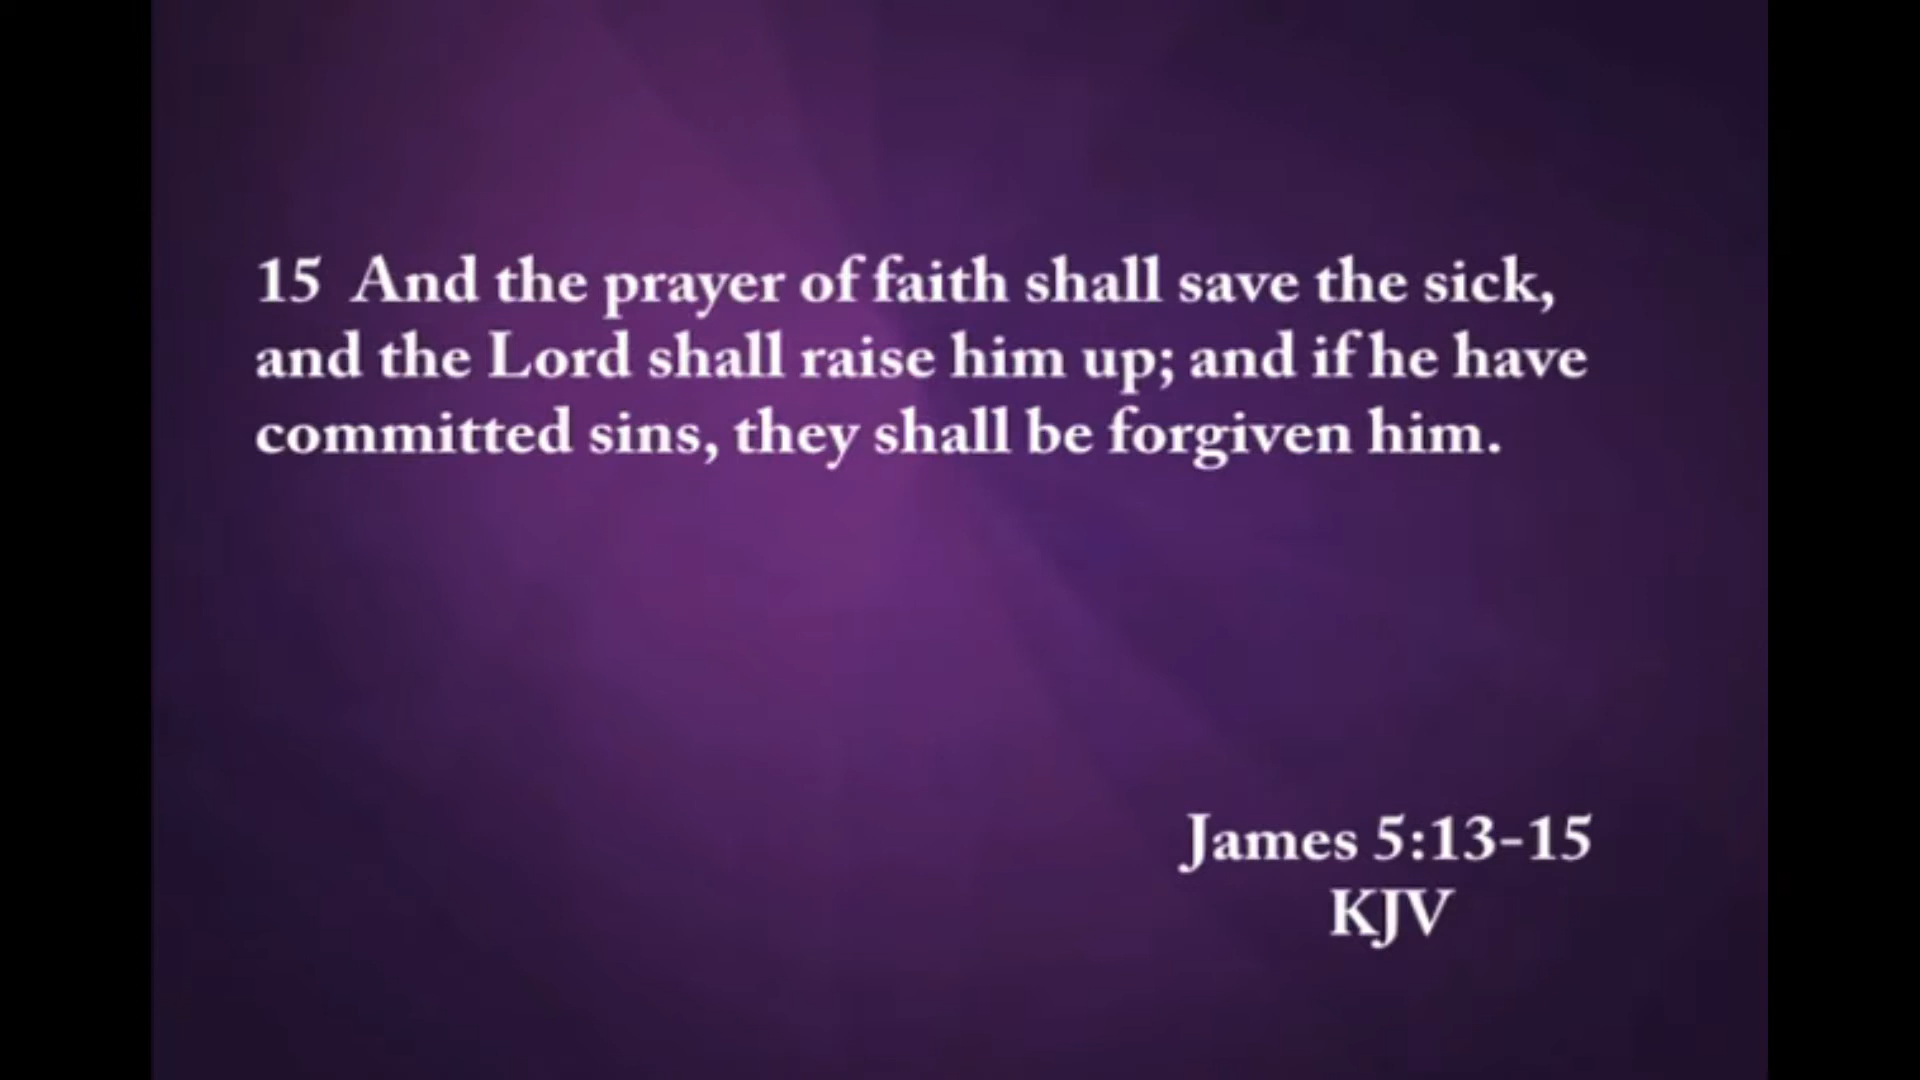 15 And the prayer of faith shall save the sick,
and the Lord shall raise him up; and if he have
committed sins, they shall be forgiven him.
James 5:13-15
KJV